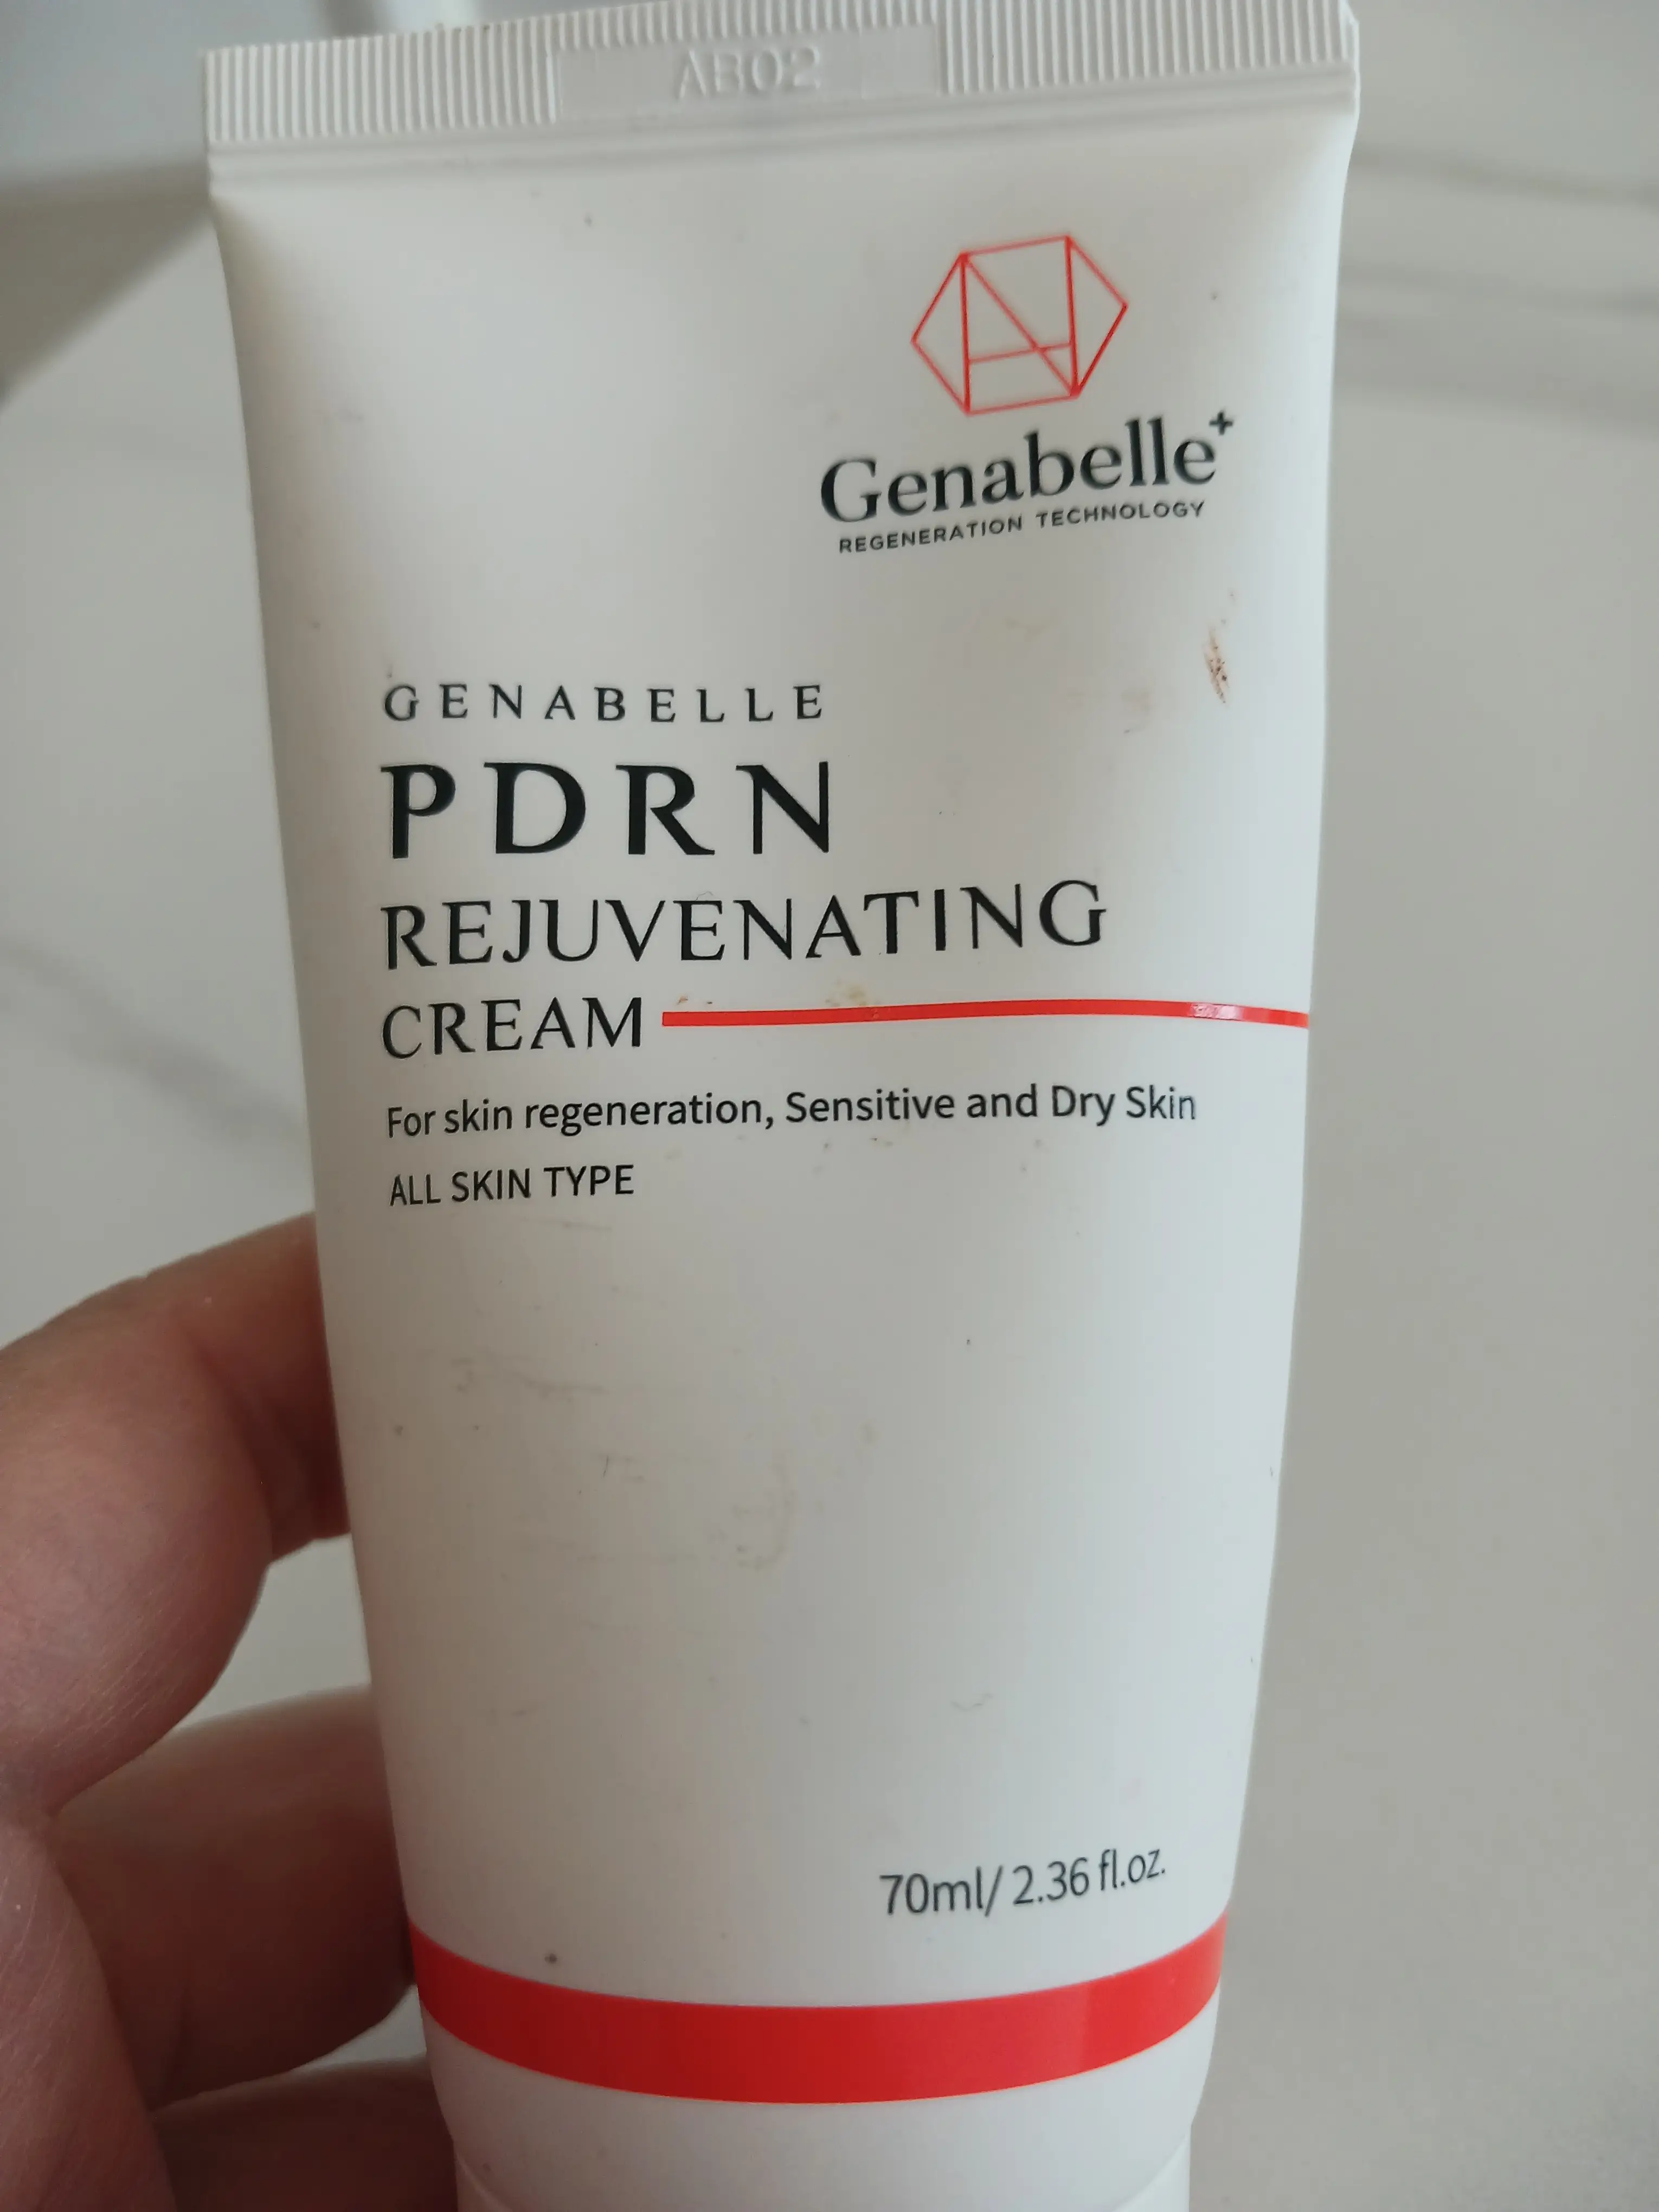 AB02
Genabelle+
REGENERATION TECHNOLOGY
GENABELLE
PDRN
REJUVENATING
CREAM
For skin regeneration, Sensitive and Dry Skin
ALL SKIN TYPE
70ml/ 2.36 fl.oz.